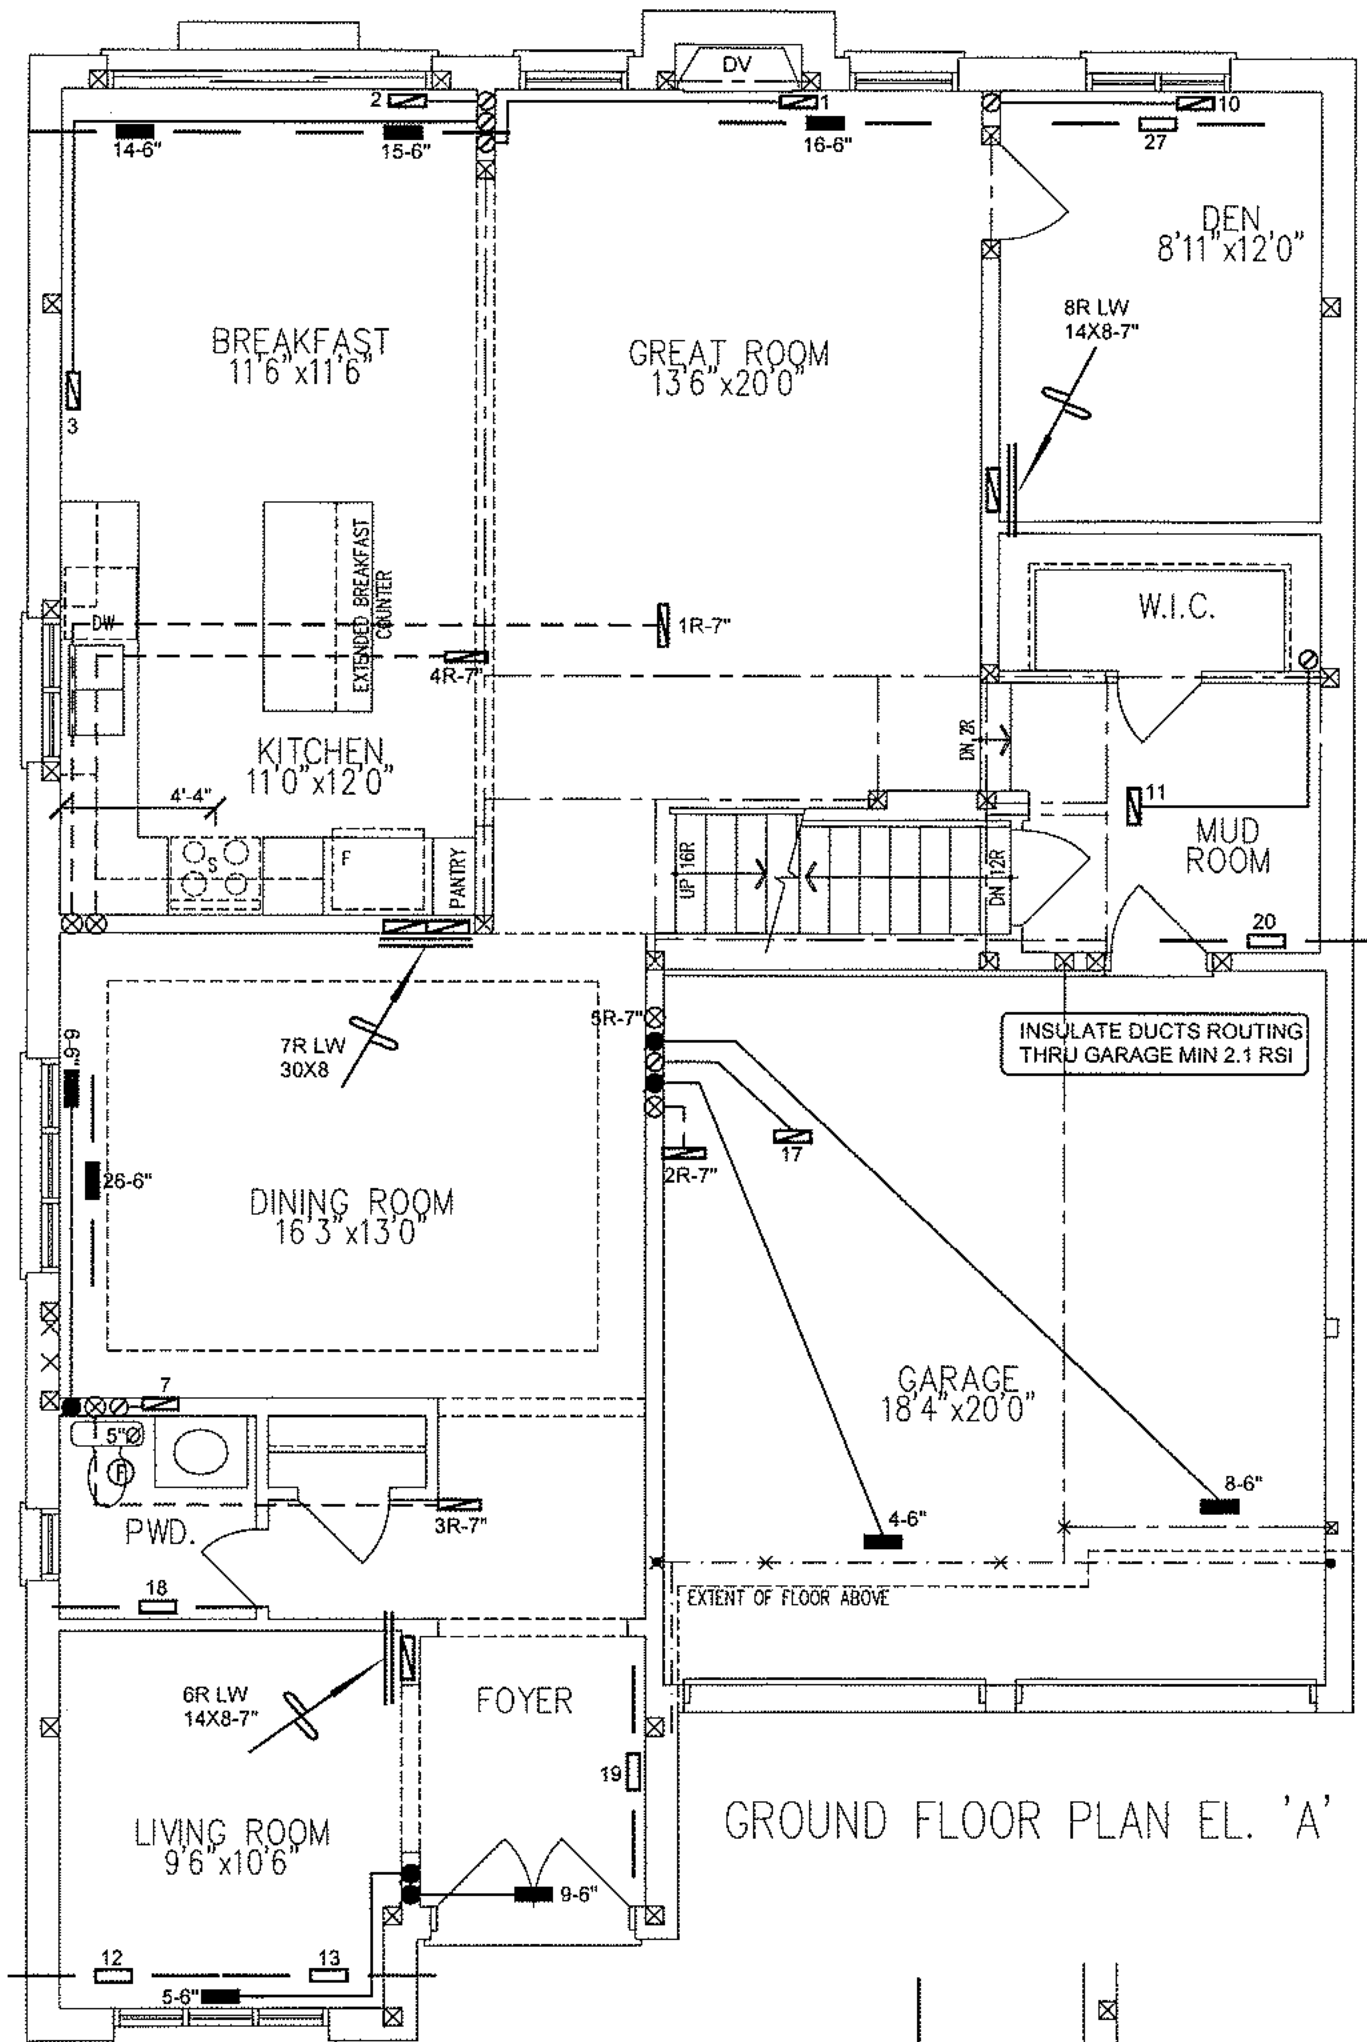 DV
2
1
10
14-6"
15-6"
16-6"
27
DEN
8'11"x12'0"
8R LW
14X8-7"
BREAKFAST
11'6"x11'6"
GREAT ROOM
13'6"x20'0"
3
EXTENDED BREAKFAST
COUNTER
DW
1R-7"
W.I.C.
4R-7"
KITCHEN
11'0"x12'0"
DN 2R
4'-4"
11
MUD
ROOM
S
F
PANTRY
UP 16R
DN 12R
20
5R-7"
INSULATE DUCTS ROUTING
THRU GARAGE MIN 2.1 RSI
7R LW
30X8
17
2R-7"
26-6"
DINING ROOM
16'3"x13'0"
7
GARAGE
18'4"x20'0"
5"Ø
F
8-6"
3R-7"
4-6"
PWD.
18
EXTENT OF FLOOR ABOVE
6R LW
14X8-7"
FOYER
19
GROUND FLOOR PLAN EL. 'A'
LIVING ROOM
9'6"x10'6"
9-6"
12
13
5-6"